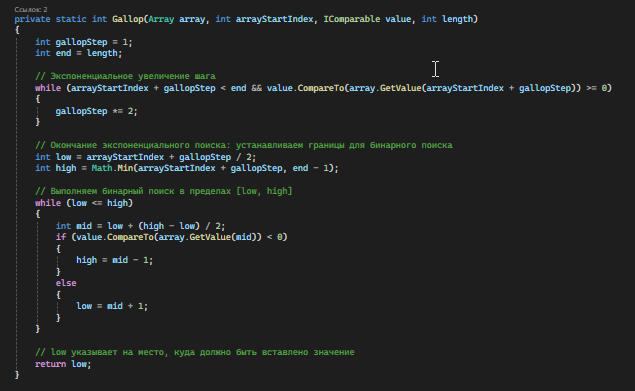 Ссылок: 2
private static int Gallop(Array array, int arrayStartIndex, IComparable value, int length)
{
int gallopStep = 1;
int end = length;
// Экспоненциальное увеличение шага
while (arrayStartIndex + gallopStep < end && value.CompareTo(array.GetValue(arrayStartIndex + gallopStep)) >= 0)
{
gallopStep *= 2;
}
// Окончание экспоненциального поиска: устанавливаем границы для бинарного поиска
int low = arrayStartIndex + gallopStep / 2;
int high = Math.Min(arrayStartIndex + gallopStep, end - 1);
// Выполняем бинарный поиск в пределах [low, high]
while (low <= high)
{
int mid = low + (high - low) / 2;
if (value.CompareTo(array.GetValue(mid)) < 0)
{
high = mid - 1;
}
else
{
low = mid + 1;
}
}
// low указывает на место, куда должно быть вставлено значение
return low;
}